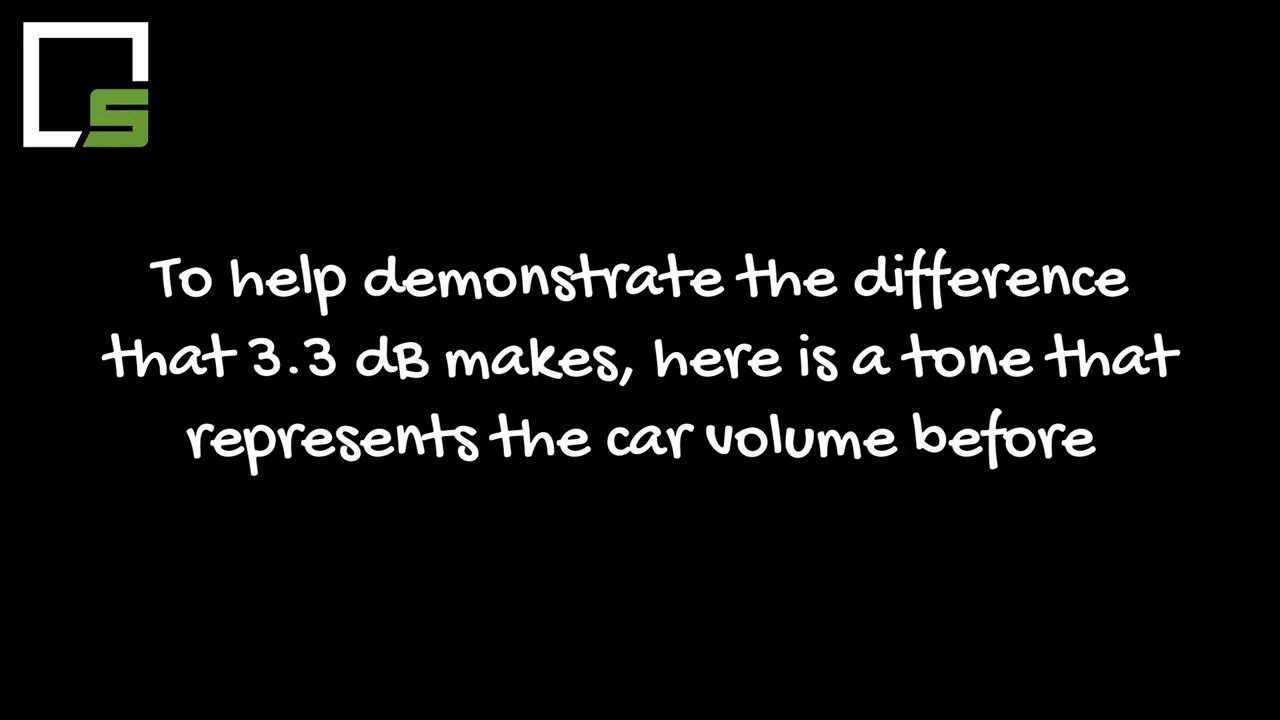 S
To help demonstrate the difference
that 3.3 dB makes, here is a tone that
represents the car volume before